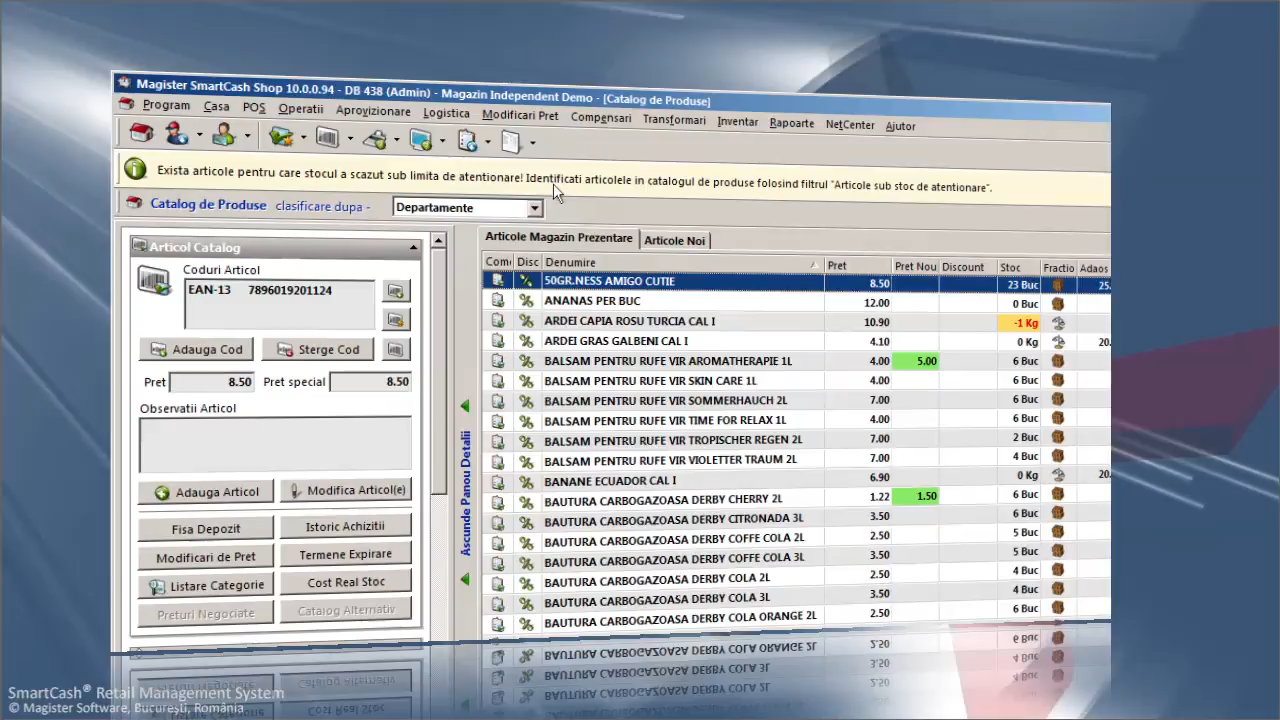 Magister SmartCash Shop 10.0.0.94 - DB 438 (Admin) - Magazin Independent Demo - [Catalog de Produse]
Program Casa POS Operatii Aprovizionare Logistica Modificari Pret Compensari Transformari Inventar Rapoarte NetCenter Ajutor
Exista articole pentru care stocul a scazut sub limita de atentionare! Identificati articolele in catalogul de produse folosind filtrul "Articole sub stoc de atentionare".
Catalog de Produse clasificare dupa - Departamente
Articol Catalog
Coduri Articol
EAN-13 7896019201124
Adauga Cod Sterge Cod
Pret 8.50 Pret special 8.50
Observatii Articol
Adauga Articol Modifica Articol(e)
Fisa Depozit Istoric Achizitii
Modificari de Pret Termene Expirare
Listare Categorie Cost Real Stoc
Preturi Negociate Catalog Alternativ
Ascunde Panou Detalii
Articole Magazin Prezentare Articole Noi
Com Disc Denumire Pret Pret Nou Discount Stoc Fractio Adaos
50GR.NESS AMIGO CUTIE 8.50 23 Buc 25.
ANANAS PER BUC 12.00 0 Buc
ARDEI CAPIA ROSU TURCIA CAL I 10.90 -1 Kg
ARDEI GRAS GALBENI CAL I 4.10 0 Kg 20.
BALSAM PENTRU RUFE VIR AROMATHERAPIE 1L 4.00 5.00 6 Buc
BALSAM PENTRU RUFE VIR SKIN CARE 1L 4.00 6 Buc
BALSAM PENTRU RUFE VIR SOMMERHAUCH 2L 7.00 6 Buc
BALSAM PENTRU RUFE VIR TIME FOR RELAX 1L 4.00 6 Buc
BALSAM PENTRU RUFE VIR TROPISCHER REGEN 2L 7.00 2 Buc
BALSAM PENTRU RUFE VIR VIOLETTER TRAUM 2L 7.00 4 Buc
BANANE ECUADOR CAL I 6.90 0 Kg 20.
BAUTURA CARBOGAZOASA DERBY CHERRY 2L 1.22 1.50 6 Buc
BAUTURA CARBOGAZOASA DERBY CITRONADA 3L 3.50 6 Buc
BAUTURA CARBOGAZOASA DERBY COFFE COLA 2L 2.50 5 Buc
BAUTURA CARBOGAZOASA DERBY COFFE COLA 3L 3.50 5 Buc
BAUTURA CARBOGAZOASA DERBY COLA 2L 2.50 4 Buc
BAUTURA CARBOGAZOASA DERBY COLA 3L 3.50 4 Buc
BAUTURA CARBOGAZOASA DERBY COLA ORANGE 2L 2.50 6 Buc
SmartCash® Retail Management System
© Magister Software, Bucureşti, România